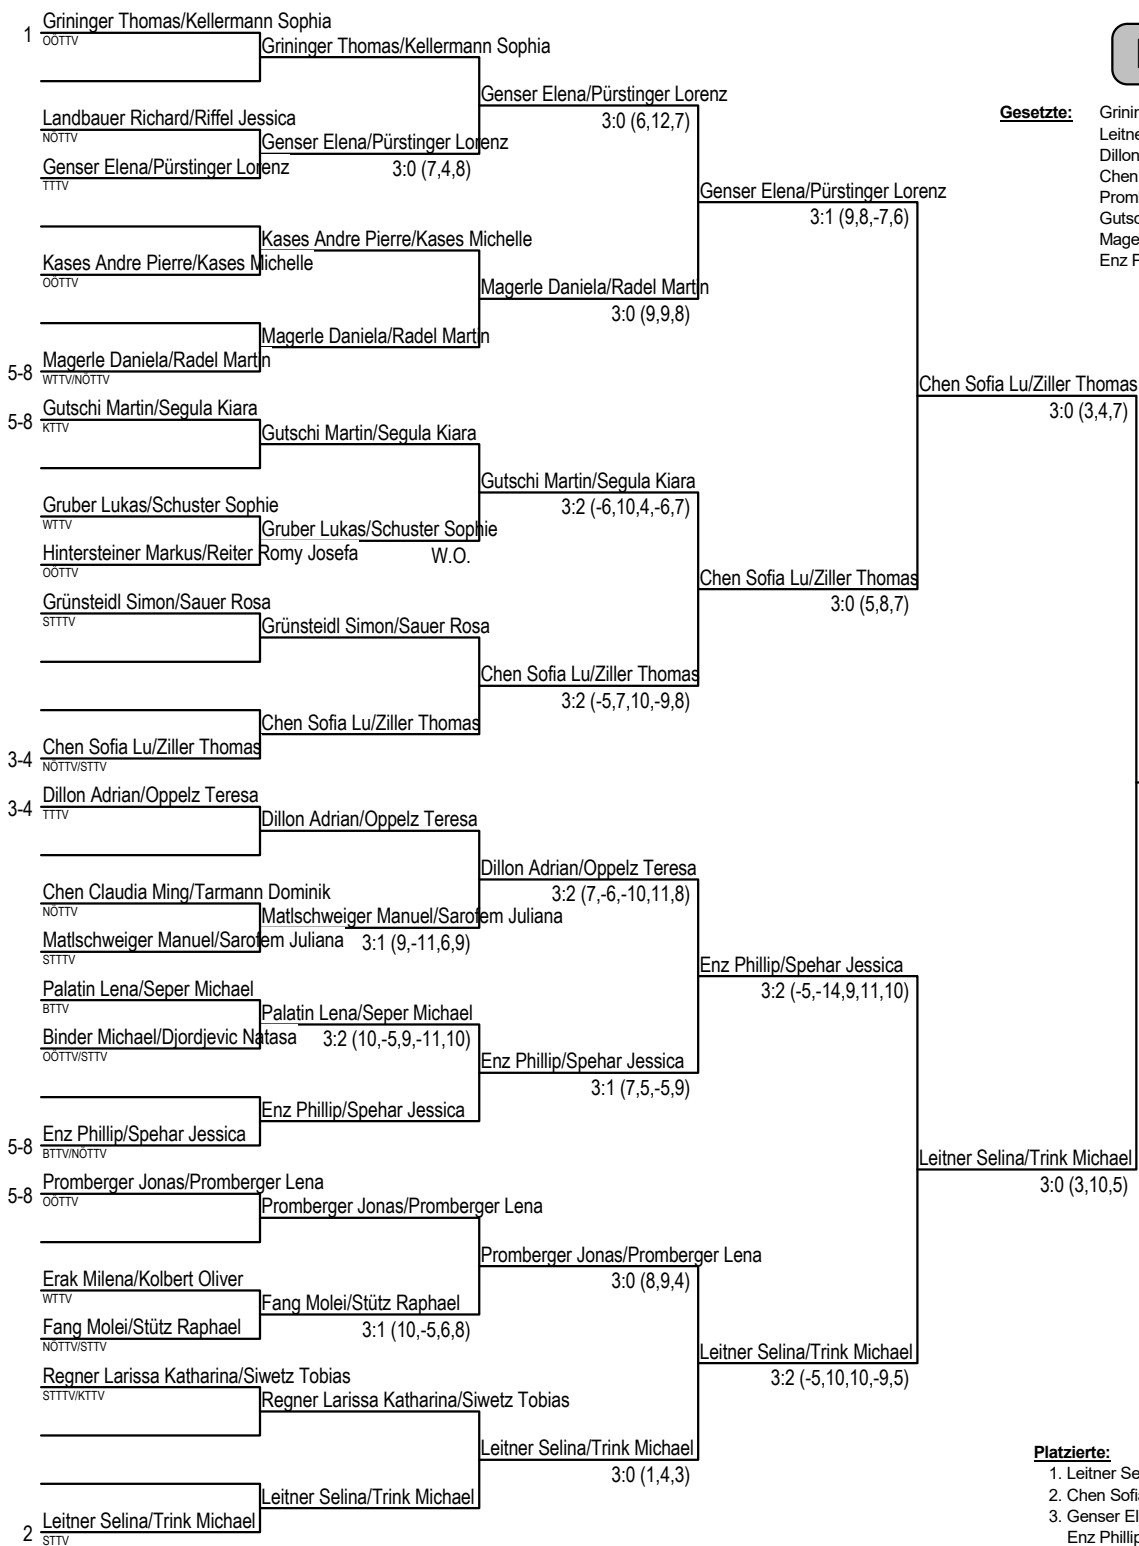 1
Grininger Thomas/Kellermann Sophia
OÖTTV
Grininger Thomas/Kellermann Sophia
Genser Elena/Pürstinger Lorenz
3:0 (6,12,7)
Landbauer Richard/Riffel Jessica
NÖTTV
Genser Elena/Pürstinger Lorenz
3:0 (7,4,8)
Genser Elena/Pürstinger Lorenz
TTTV
Genser Elena/Pürstinger Lorenz
3:1 (9,8,-7,6)
Kases Andre Pierre/Kases Michelle
Kases Andre Pierre/Kases Michelle
OÖTTV
Magerle Daniela/Radel Martin
3:0 (9,9,8)
Magerle Daniela/Radel Martin
5-8
Magerle Daniela/Radel Martin
WTTV/NÖTTV
Chen Sofia Lu/Ziller Thomas
3:0 (3,4,7)
5-8
Gutschi Martin/Segula Kiara
KTTV
Gutschi Martin/Segula Kiara
Gutschi Martin/Segula Kiara
3:2 (-6,10,4,-6,7)
Gruber Lukas/Schuster Sophie
WTTV
Gruber Lukas/Schuster Sophie
W.O.
Hintersteiner Markus/Reiter Romy Josefa
OÖTTV
Chen Sofia Lu/Ziller Thomas
3:0 (5,8,7)
Grünsteidl Simon/Sauer Rosa
STTTV
Grünsteidl Simon/Sauer Rosa
Chen Sofia Lu/Ziller Thomas
3:2 (-5,7,10,-9,8)
Chen Sofia Lu/Ziller Thomas
3-4
Chen Sofia Lu/Ziller Thomas
NÖTTV/STTV
3-4
Dillon Adrian/Oppelz Teresa
TTTV
Dillon Adrian/Oppelz Teresa
Dillon Adrian/Oppelz Teresa
3:2 (7,-6,-10,11,8)
Chen Claudia Ming/Tarmann Dominik
NÖTTV
Matlschweiger Manuel/Sarofem Juliana
3:1 (9,-11,6,9)
Matlschweiger Manuel/Sarofem Juliana
STTTV
Enz Phillip/Spehar Jessica
3:2 (-5,-14,9,11,10)
Palatin Lena/Seper Michael
BTTV
Palatin Lena/Seper Michael
3:2 (10,-5,9,-11,10)
Binder Michael/Djordjevic Natasa
OÖTTV/STTV
Enz Phillip/Spehar Jessica
3:1 (7,5,-5,9)
Enz Phillip/Spehar Jessica
5-8
Enz Phillip/Spehar Jessica
BTTV/NÖTTV
Leitner Selina/Trink Michael
3:0 (3,10,5)
5-8
Promberger Jonas/Promberger Lena
OÖTTV
Promberger Jonas/Promberger Lena
Promberger Jonas/Promberger Lena
3:0 (8,9,4)
Erak Milena/Kolbert Oliver
WTTV
Fang Molei/Stütz Raphael
3:1 (10,-5,6,8)
Fang Molei/Stütz Raphael
NÖTTV/STTV
Leitner Selina/Trink Michael
3:2 (-5,10,10,-9,5)
Regner Larissa Katharina/Siwetz Tobias
STTTV/KTTV
Regner Larissa Katharina/Siwetz Tobias
Leitner Selina/Trink Michael
3:0 (1,4,3)
Leitner Selina/Trink Michael
2
Leitner Selina/Trink Michael
STTV
Gesetzte:
Dillon
Chen
Enz
Platzierte:
1. Leitner
2. Chen
3. Genser
Enz Phillip